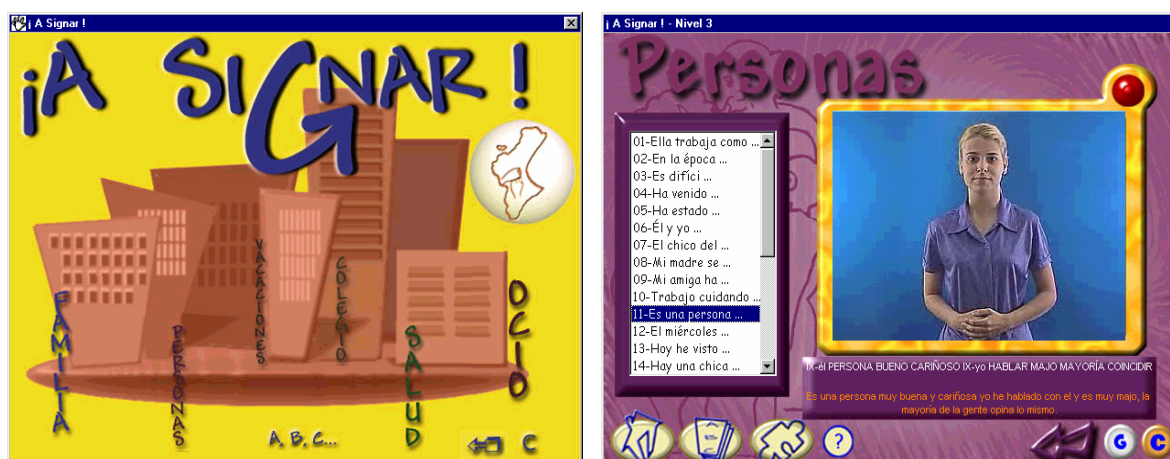 ¡ A Signar !
¡A SiGNAR !
FAMILIA
PERSONAS
VACACIONES
COLEGIO
SALUD
OCIO
A, B, C...
C
¡ A Signar ! - Nivel 3
Personas
01-Ella trabaja como ...
02-En la época ...
03-Es difíci ...
04-Ha venido ...
05-Ha estado ...
06-Él y yo ...
07-El chico del ...
08-Mi madre se ...
09-Mi amiga ha ...
10-Trabajo cuidando ...
11-Es una persona ...
12-El miércoles ...
13-Hoy he visto ...
14-Hay una chica ...
IX-él PERSONA BUENO CARIÑOSO IX-yo HABLAR MAJO MAYORÍA COINCIDIR
Es una persona muy buena y cariñosa yo he hablado con el y es muy majo, la
mayoría de la gente opina lo mismo.
?
G
C